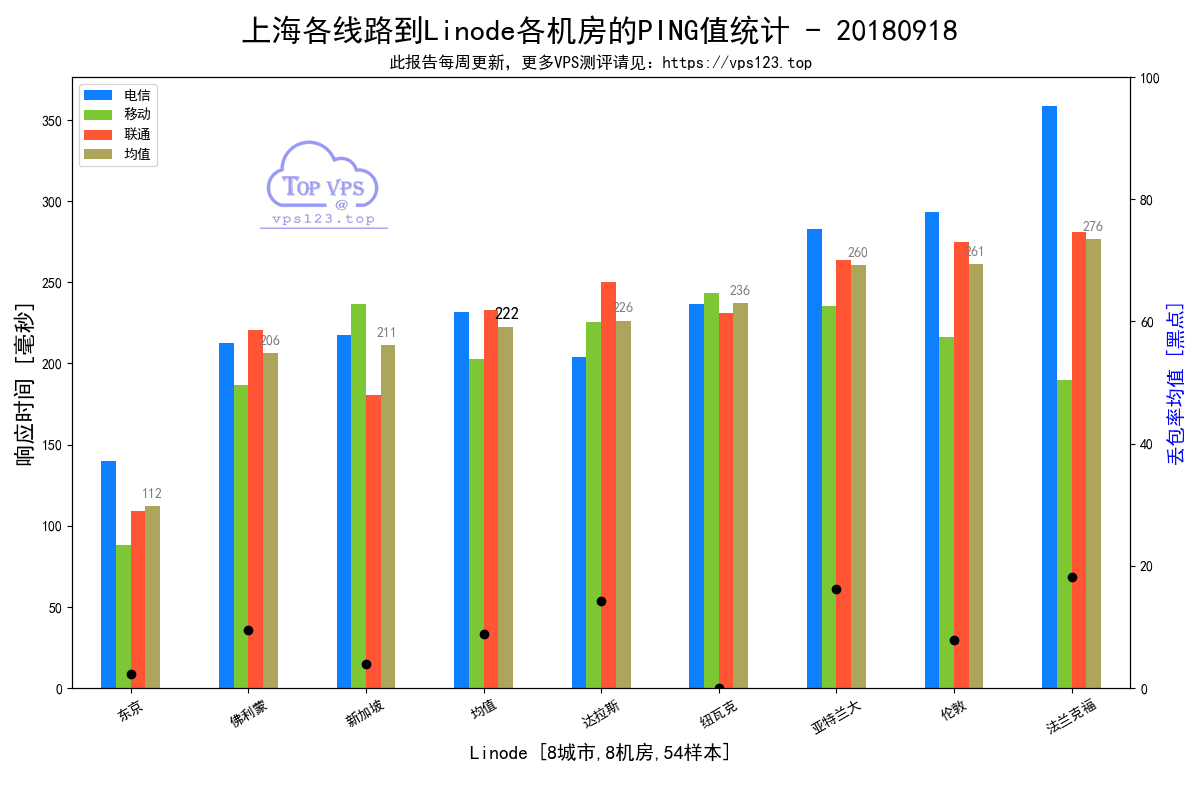 上海各线路到Linode各机房的PING值统计 - 20180918
此报告每周更新，更多VPS测评请见：https://vps123.top
电信
移动
联通
均值
TOP VPS
@
vps123.top
响应时间 [毫秒]
350
300
250
200
150
100
50
0
112
206
211
222
226
236
260
261
276
100
80
60
40
20
0
丢包率均值 [黑点]
东京
佛利蒙
新加坡
均值
达拉斯
纽瓦克
亚特兰大
伦敦
法兰克福
Linode [8城市,8机房,54样本]